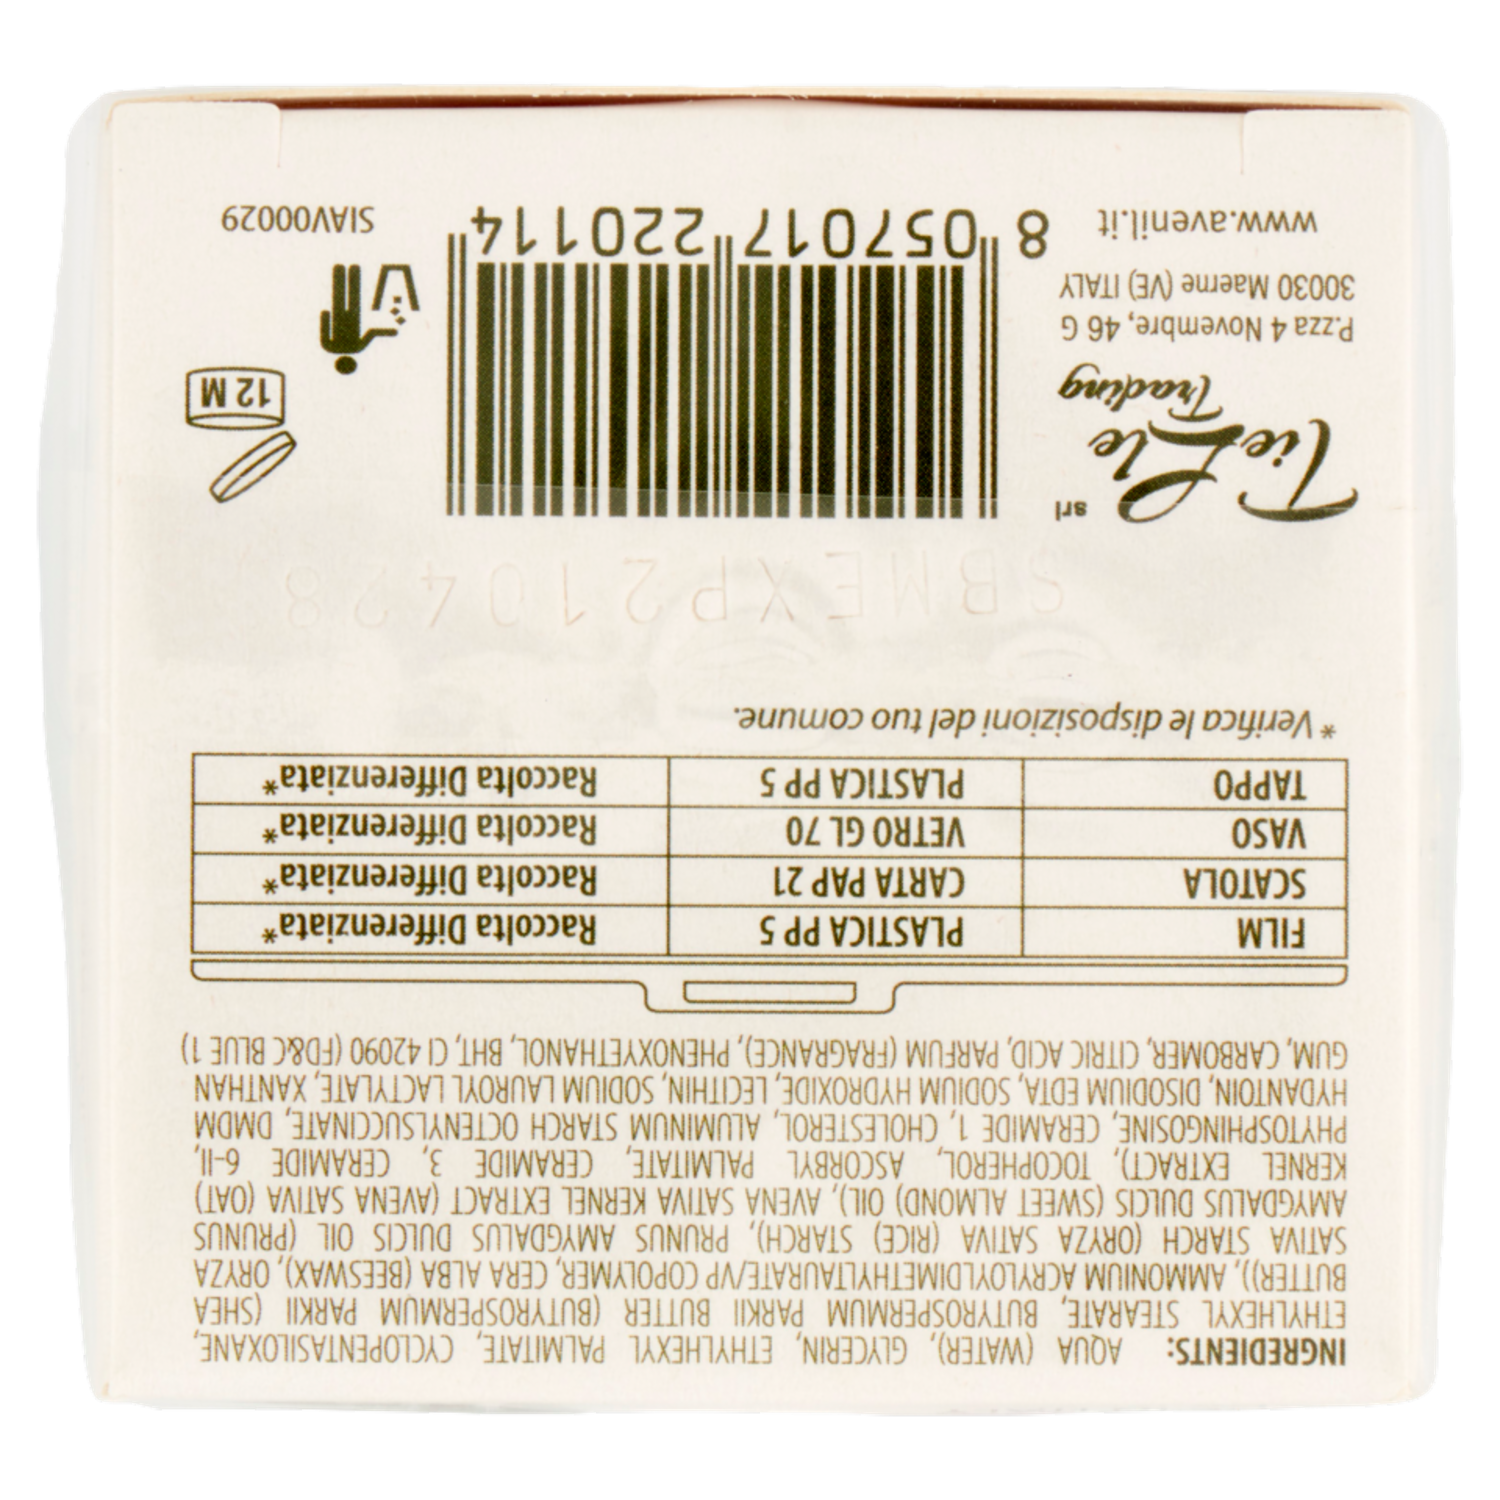 INGREDIENTS: AQUA (WATER), GLYCERIN, ETHYLHEXYL PALMITATE, CYCLOPENTASILOXANE,
ETHYLHEXYL STEARATE, BUTYROSPERMUM PARKII BUTTER (BUTYROSPERMUM PARKII (SHEA
BUTTER)), AMMONIUM ACRYLOYLDIMETHYLTAURATE/VP COPOLYMER, CERA ALBA (BEESWAX), ORYZA
SATIVA STARCH (ORYZA SATIVA (RICE) STARCH), PRUNUS AMYGDALUS DULCIS OIL (PRUNUS
AMYGDALUS DULCIS (SWEET ALMOND) OIL), AVENA SATIVA KERNEL EXTRACT (AVENA SATIVA (OAT)
KERNEL EXTRACT), TOCOPHEROL, ASCORBYL PALMITATE, CERAMIDE 3, CERAMIDE 6-II,
PHYTOSPHINGOSINE, CERAMIDE 1, CHOLESTEROL, ALUMINUM STARCH OCTENYLSUCCINATE, DMDM
HYDANTOIN, DISODIUM EDTA, SODIUM HYDROXIDE, LECITHIN, SODIUM LAUROYL LACTYLATE, XANTHAN
GUM, CARBOMER, CITRIC ACID, PARFUM (FRAGRANCE), PHENOXYETHANOL, BHT, CI 42090 (FD&C BLUE 1)
FILM PLASTICA PP 5 Raccolta Differenziata*
SCATOLA CARTA PAP 21 Raccolta Differenziata*
VASO VETRO GL 70 Raccolta Differenziata*
TAPPO PLASTICA PP 5 Raccolta Differenziata*
* Verifica le disposizioni del tuo comune.
SBMEXP210428
Tie Le srl
Trading
P.zza 4 Novembre, 46 G
30030 Maerne (VE) ITALY
www.avenil.it
8 057017 220114
12 M
SIAV00029